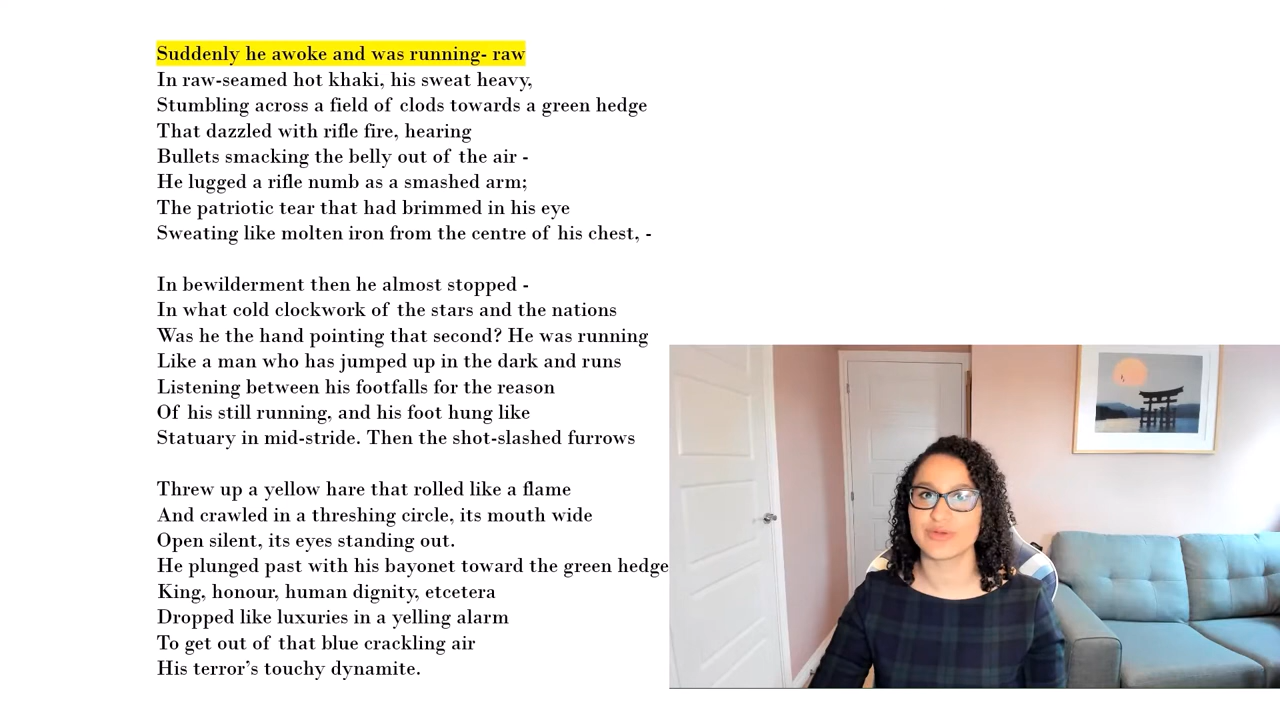 Suddenly he awoke and was running- raw
In raw-seamed hot khaki, his sweat heavy,
Stumbling across a field of clods towards a green hedge
That dazzled with rifle fire, hearing
Bullets smacking the belly out of the air -
He lugged a rifle numb as a smashed arm;
The patriotic tear that had brimmed in his eye
Sweating like molten iron from the centre of his chest, -

In bewilderment then he almost stopped -
In what cold clockwork of the stars and the nations
Was he the hand pointing that second? He was running
Like a man who has jumped up in the dark and runs
Listening between his footfalls for the reason
Of his still running, and his foot hung like
Statuary in mid-stride. Then the shot-slashed furrows

Threw up a yellow hare that rolled like a flame
And crawled in a threshing circle, its mouth wide
Open silent, its eyes standing out.
He plunged past with his bayonet toward the green hedge
King, honour, human dignity, etcetera
Dropped like luxuries in a yelling alarm
To get out of that blue crackling air
His terror's touchy dynamite.